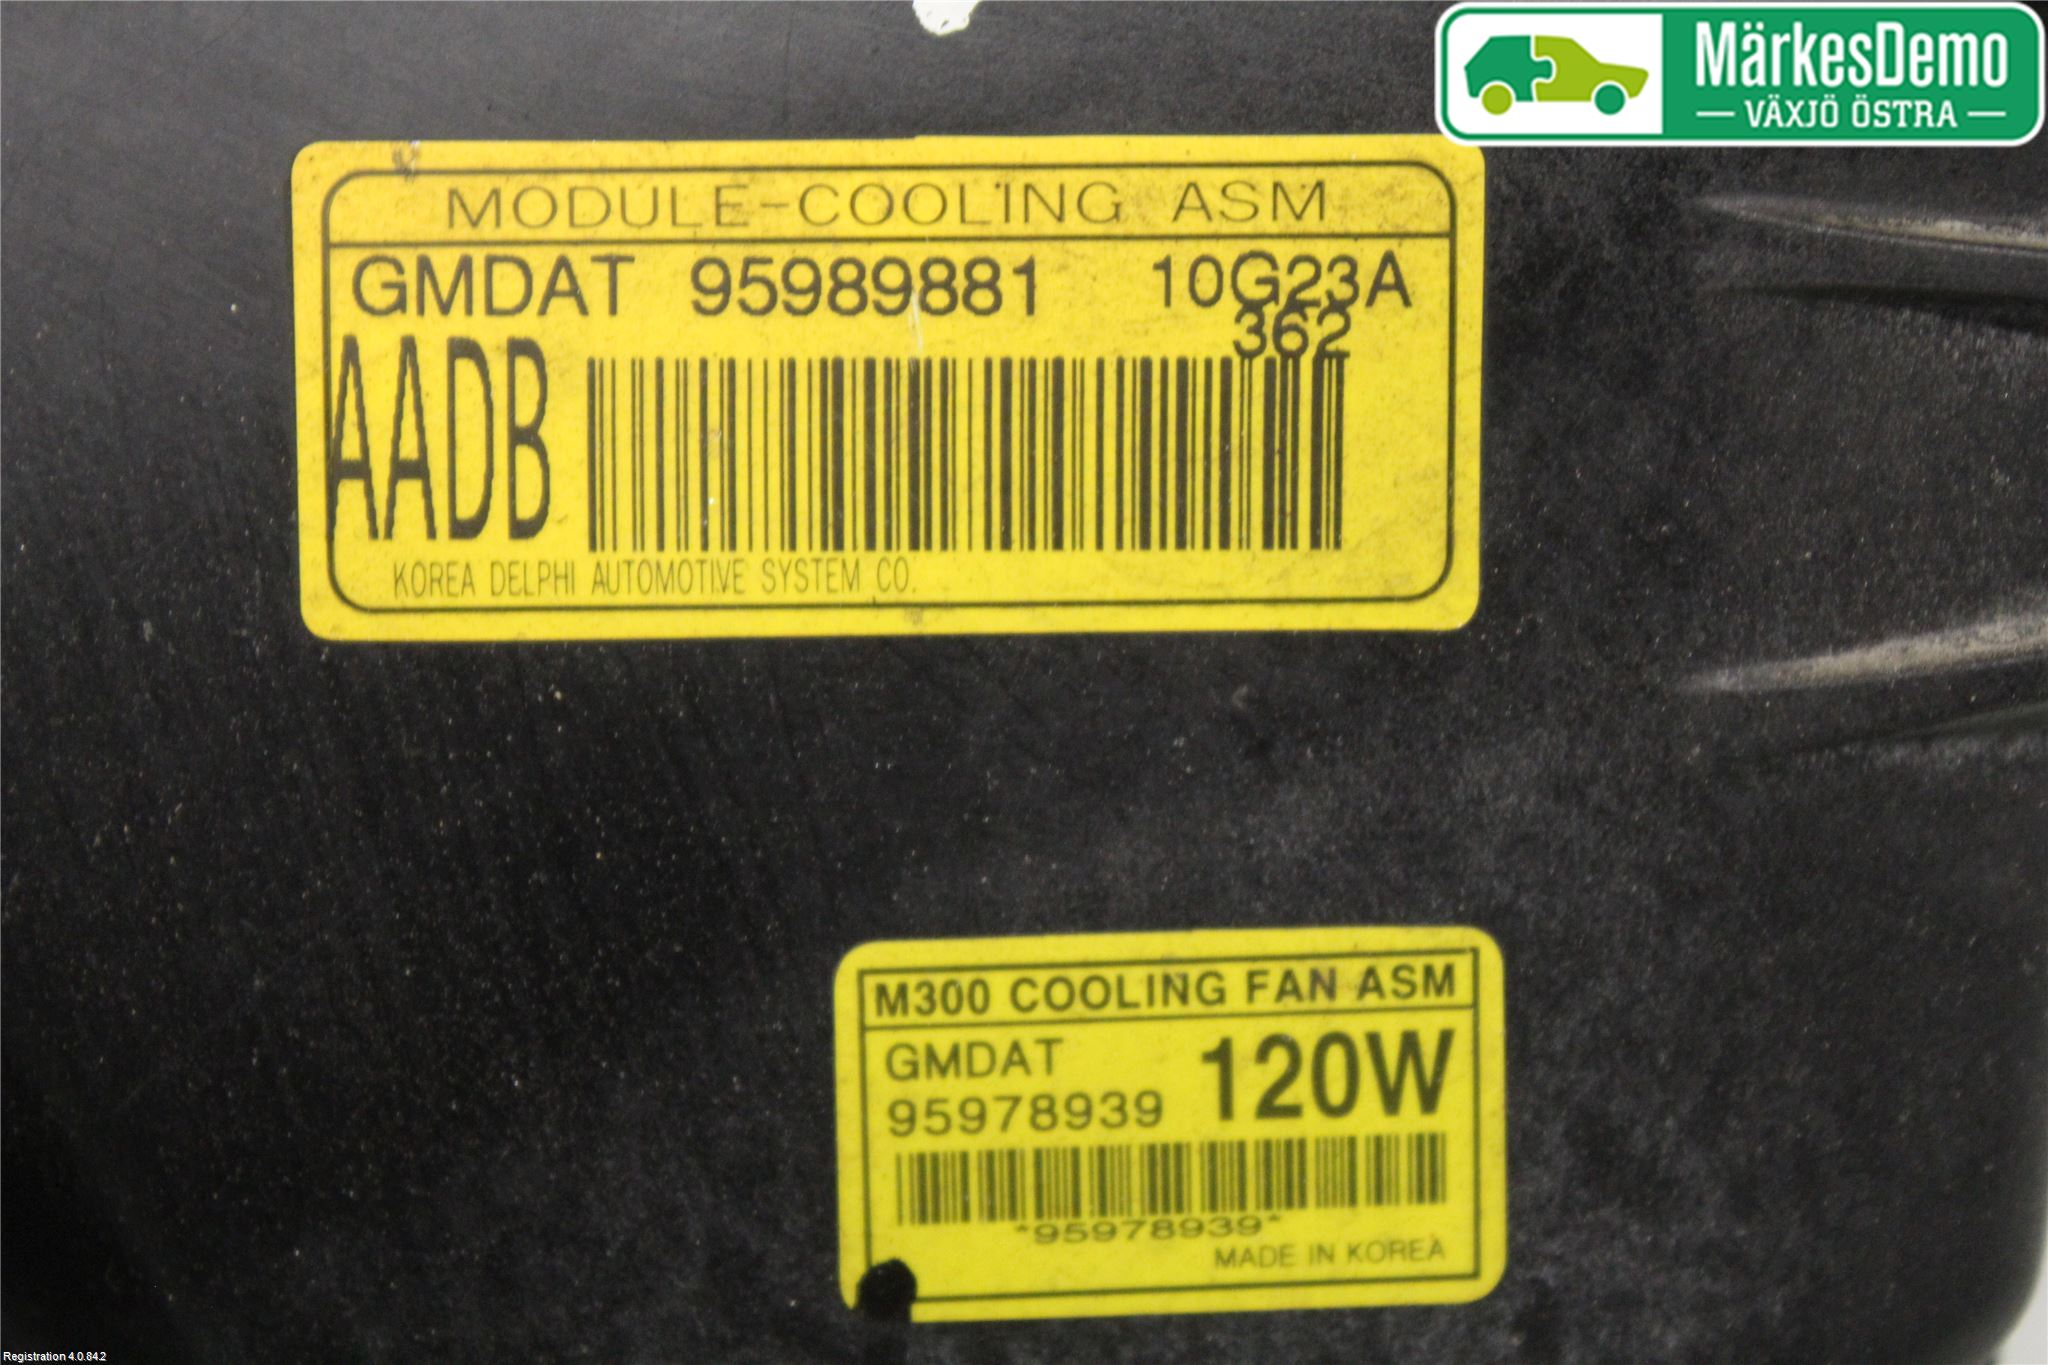 MärkesDemo
VÄXJÖ ÖSTRA
MODULE-COOLING ASM
GMDAT 95989881 10G23A
362
AADB
KOREA DELPHI AUTOMOTIVE SYSTEM CO.
M300 COOLING FAN ASM
GMDAT 120W
95978939
*95978939*
MADE IN KOREA
Registration 4.0.84.2